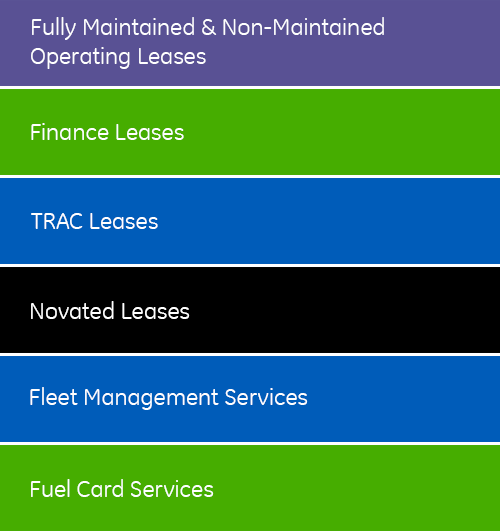 Fully Maintained & Non-Maintained
Operating Leases
Finance Leases
TRAC Leases
Novated Leases
Fleet Management Services
Fuel Card Services